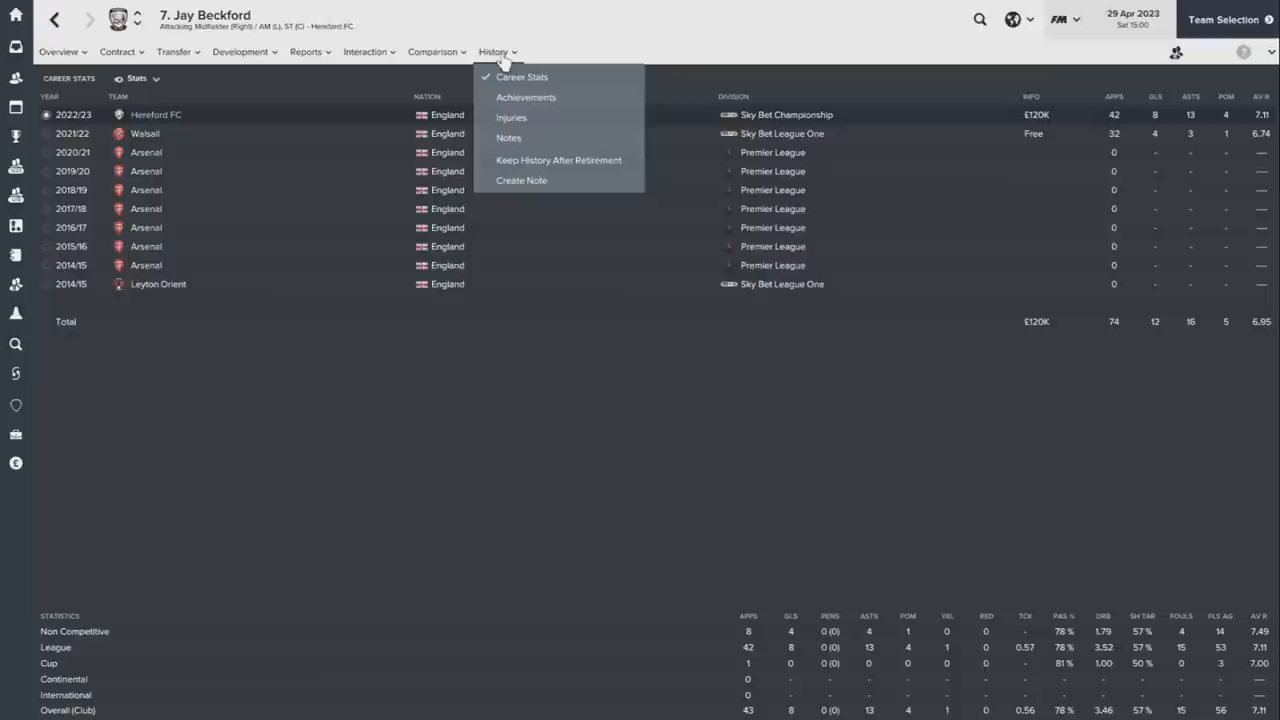 7. Jay Beckford
Attacking Midfielder (Right) / AM (L), ST (C) - Hereford FC
FM
29 Apr 2023
Sat 15:00
Team Selection
Overview Contract Transfer Development Reports Interaction Comparison History
CAREER STATS Stats
Career Stats
Achievements
Injuries
Notes
Keep History After Retirement
Create Note
YEAR TEAM NATION DIVISION INFO APPS GLS ASTS POM AV R
2022/23 Hereford FC England Sky Bet Championship £120K 42 8 13 4 7.11
2021/22 Walsall England Sky Bet League One Free 32 4 3 1 6.74
2020/21 Arsenal England Premier League 0 - - - —
2019/20 Arsenal England Premier League 0 - - - —
2018/19 Arsenal England Premier League 0 - - - —
2017/18 Arsenal England Premier League 0 - - - —
2016/17 Arsenal England Premier League 0 - - - —
2015/16 Arsenal England Premier League 0 - - - —
2014/15 Arsenal England Premier League 0 - - - —
2014/15 Leyton Orient England Sky Bet League One 0 - - - —
Total £120K 74 12 16 5 6.95
STATISTICS APPS GLS PENS ASTS POM YEL RED TCK PAS % DRB SH TAR FOULS FLS AG AV R
Non Competitive 8 4 0 (0) 4 1 0 0 - 78 % 1.79 57 % 4 14 7.49
League 42 8 0 (0) 13 4 1 0 0.57 78 % 3.52 57 % 15 53 7.11
Cup 1 0 0 (0) 0 0 0 0 - 81 % 1.00 50 % 0 3 7.00
Continental 0 - - - - - - - - - - - - —
International 0 - - - - - - - - - - - - —
Overall (Club) 43 8 0 (0) 13 4 1 0 0.56 78 % 3.46 57 % 15 56 7.11